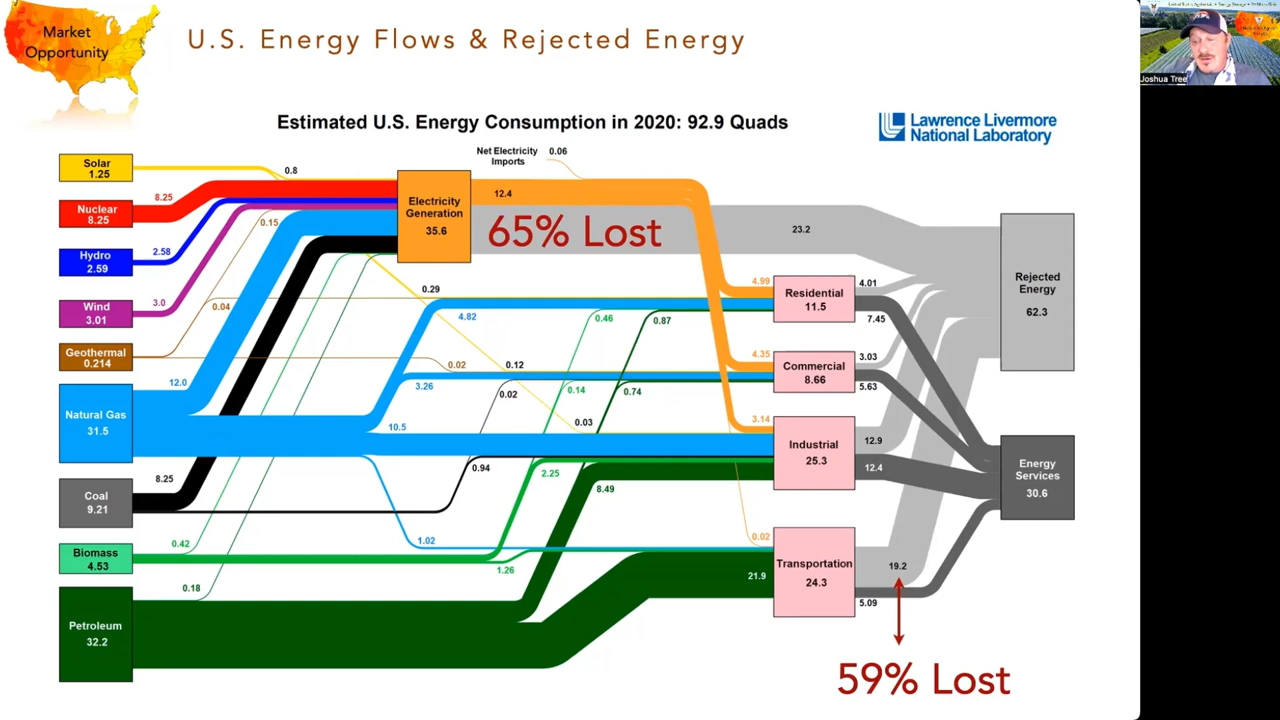 Market
Opportunity
U.S. Energy Flows & Rejected Energy
Joshua Tree
Estimated U.S. Energy Consumption in 2020: 92.9 Quads
Lawrence Livermore
National Laboratory
Net Electricity
Imports
0.06
Solar
1.25
0.8
Nuclear
8.25
8.25
Hydro
2.59
2.58
Wind
3.01
3.0
Geothermal
0.214
0.15
0.04
Natural Gas
31.5
12.0
Coal
9.21
8.25
Biomass
4.53
0.42
Petroleum
32.2
0.18
Electricity
Generation
35.6
12.4
65% Lost
23.2
0.29
4.82
0.46
0.87
0.02
0.12
3.26
0.02
0.14
0.74
10.5
0.03
0.94
2.25
8.49
1.02
1.26
21.9
4.99
Residential
11.5
4.01
7.45
4.35
Commercial
8.66
3.03
5.63
3.14
Industrial
25.3
12.9
12.4
0.02
Transportation
24.3
19.2
5.09
Rejected
Energy
62.3
Energy
Services
30.6
59% Lost